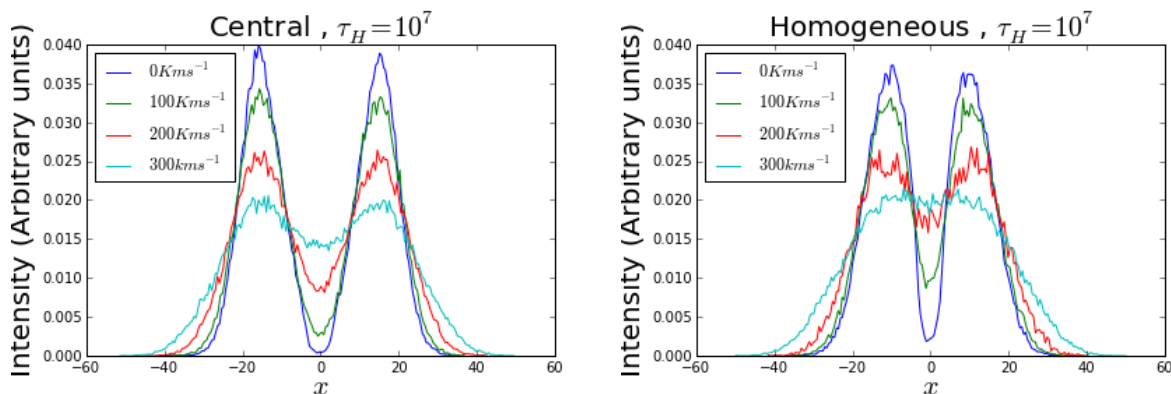 Central , τ_H=10^7
Intensity (Arbitrary units)
0.040
0.035
0.030
0.025
0.020
0.015
0.010
0.005
0.000
0Kms^−1
100Kms^−1
200Kms^−1
300kms^−1
−60 −40 −20 0 20 40 60
x
Homogeneous , τ_H=10^7
Intensity (Arbitrary units)
0.040
0.035
0.030
0.025
0.020
0.015
0.010
0.005
0.000
0Kms^−1
100Kms^−1
200Kms^−1
300kms^−1
−60 −40 −20 0 20 40 60
x